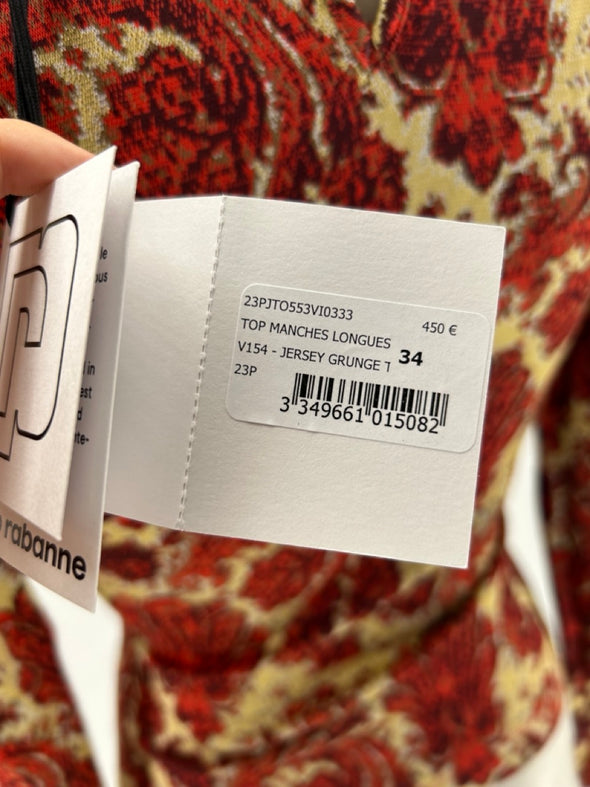 23PJTO553VI0333
450 €
TOP MANCHES LONGUES
V154 - JERSEY GRUNGE T
34
23P
3 349661 015082
rabanne